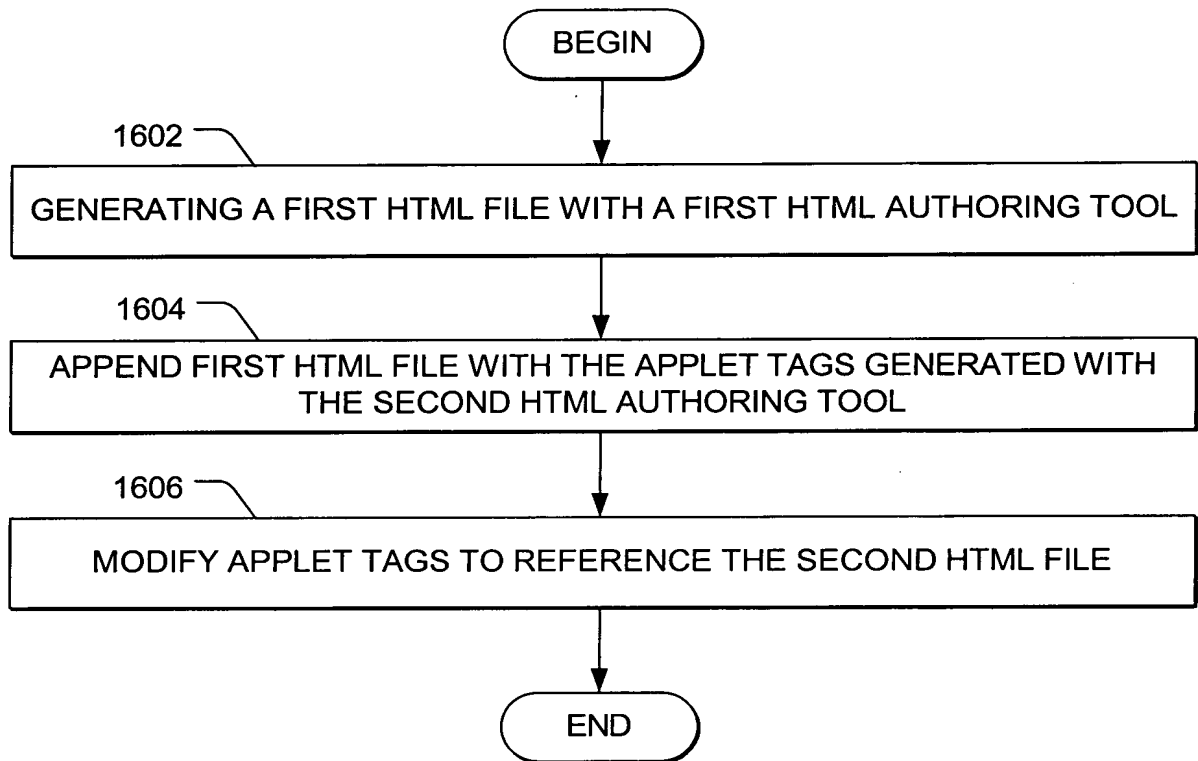 BEGIN
1602
GENERATING A FIRST HTML FILE WITH A FIRST HTML AUTHORING TOOL
1604
APPEND FIRST HTML FILE WITH THE APPLET TAGS GENERATED WITH
THE SECOND HTML AUTHORING TOOL
1606
MODIFY APPLET TAGS TO REFERENCE THE SECOND HTML FILE
END